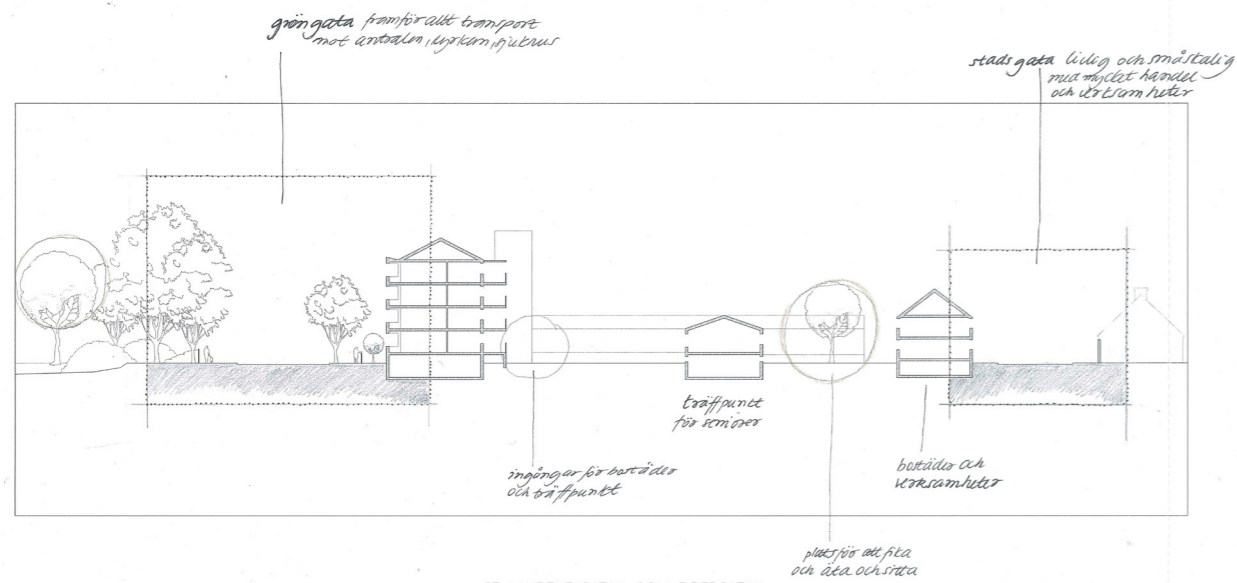 gröngata framför allt transport
mot centralen, kyrkan, sjukhus
stadsgata livlig och småskalig
med mycket handel
och verksamheter
träffpunkt
för seniorer
ingångar för bostäder
och träffpunkt
bostäder och
verksamheter
plats för att fika
och äta och sitta